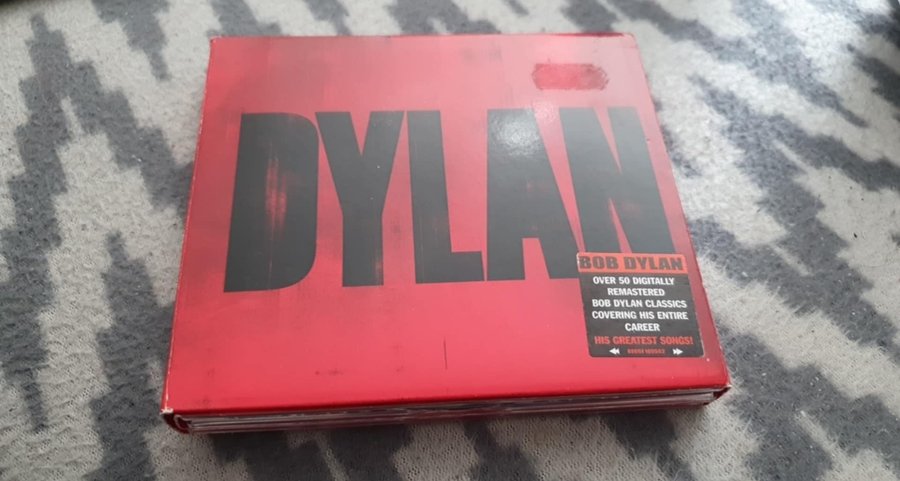 DYLAN
BOB DYLAN
OVER 50 DIGITALLY
REMASTERED
BOB DYLAN CLASSICS
COVERING HIS ENTIRE
CAREER
HIS GREATEST SONGS!